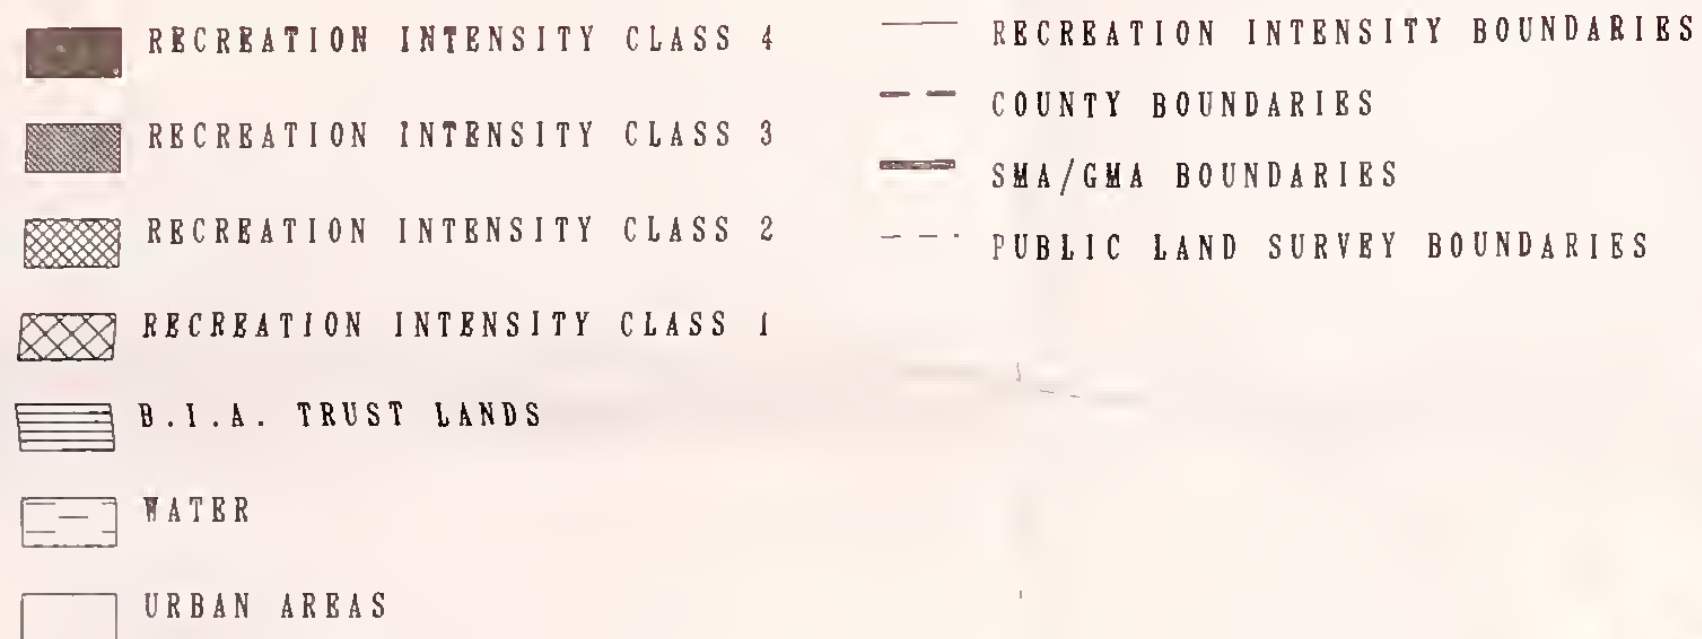 RECREATION INTENSITY CLASS 4
RECREATION INTENSITY CLASS 3
RECREATION INTENSITY CLASS 2
RECREATION INTENSITY CLASS 1
B.I.A. TRUST LANDS
WATER
URBAN AREAS
RECREATION INTENSITY BOUNDARIES
COUNTY BOUNDARIES
SMA/GMA BOUNDARIES
PUBLIC LAND SURVEY BOUNDARIES